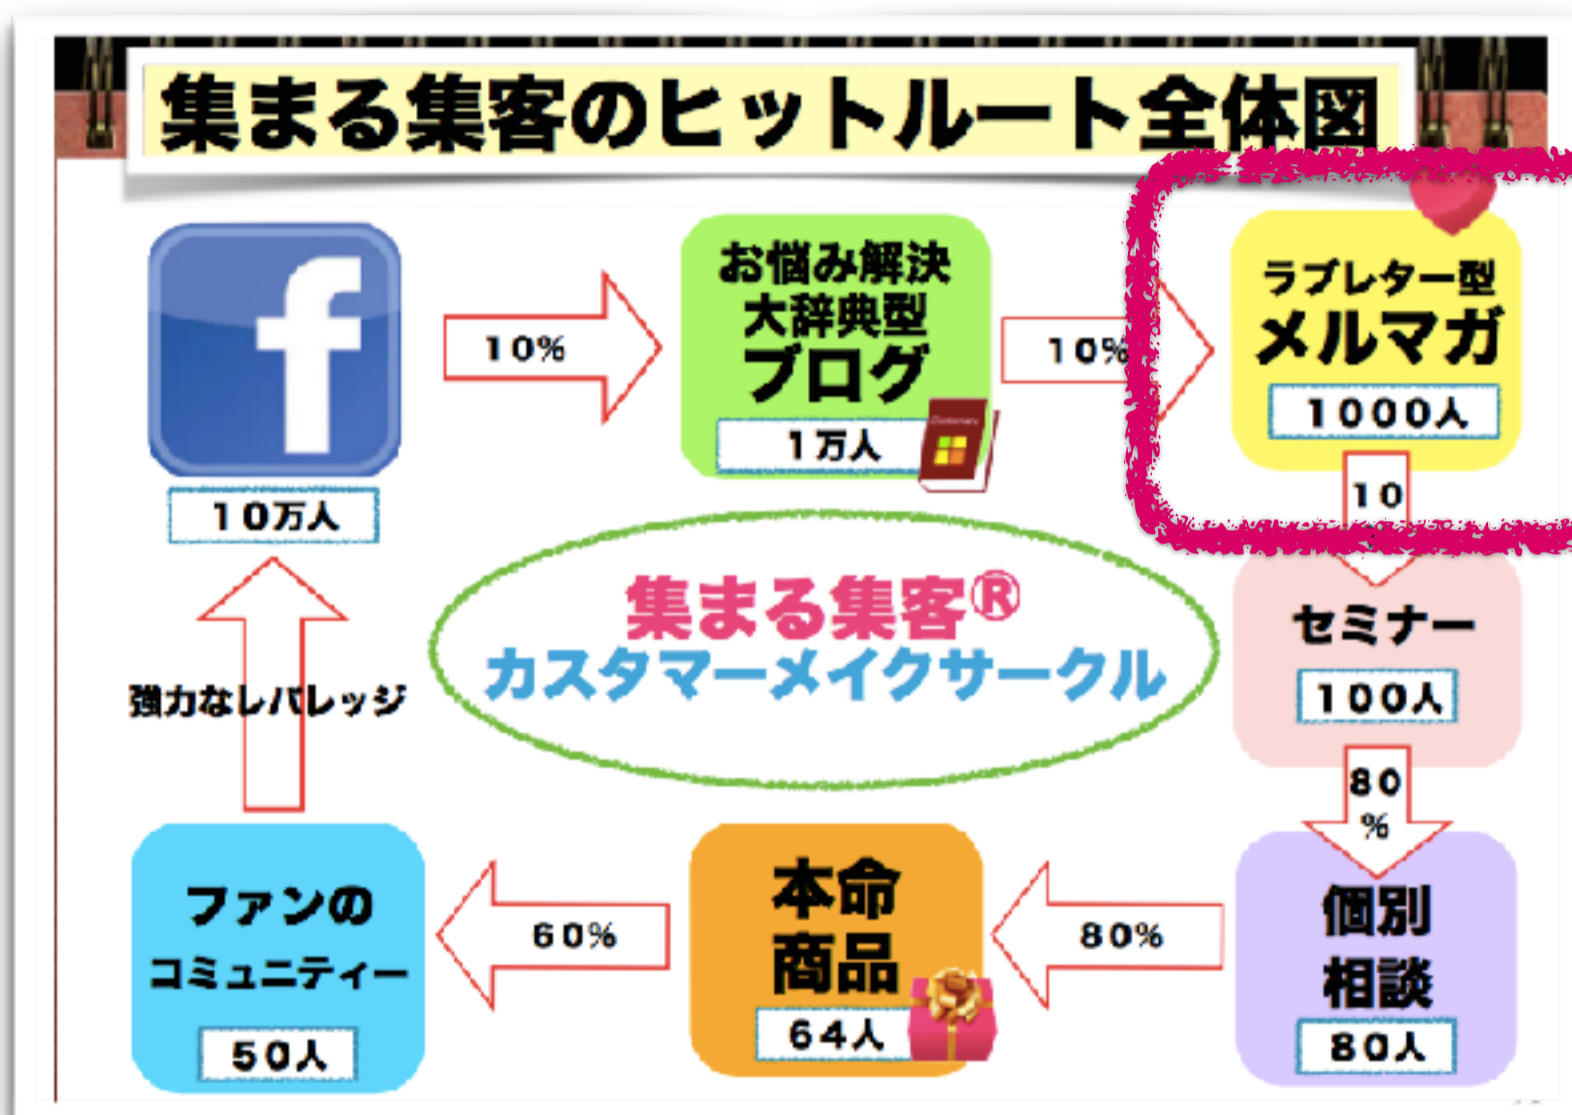 集まる集客のヒットルート全体図
f
10万人
10%
お悩み解決
大辞典型
ブログ
1万人
Dictionary
10%
ラブレター型
メルマガ
1000人
10
セミナー
100人
80
%
個別
相談
80人
80%
本命
商品
64人
60%
ファンの
コミュニティー
50人
強力なレバレッジ
集まる集客®
カスタマーメイクサークル